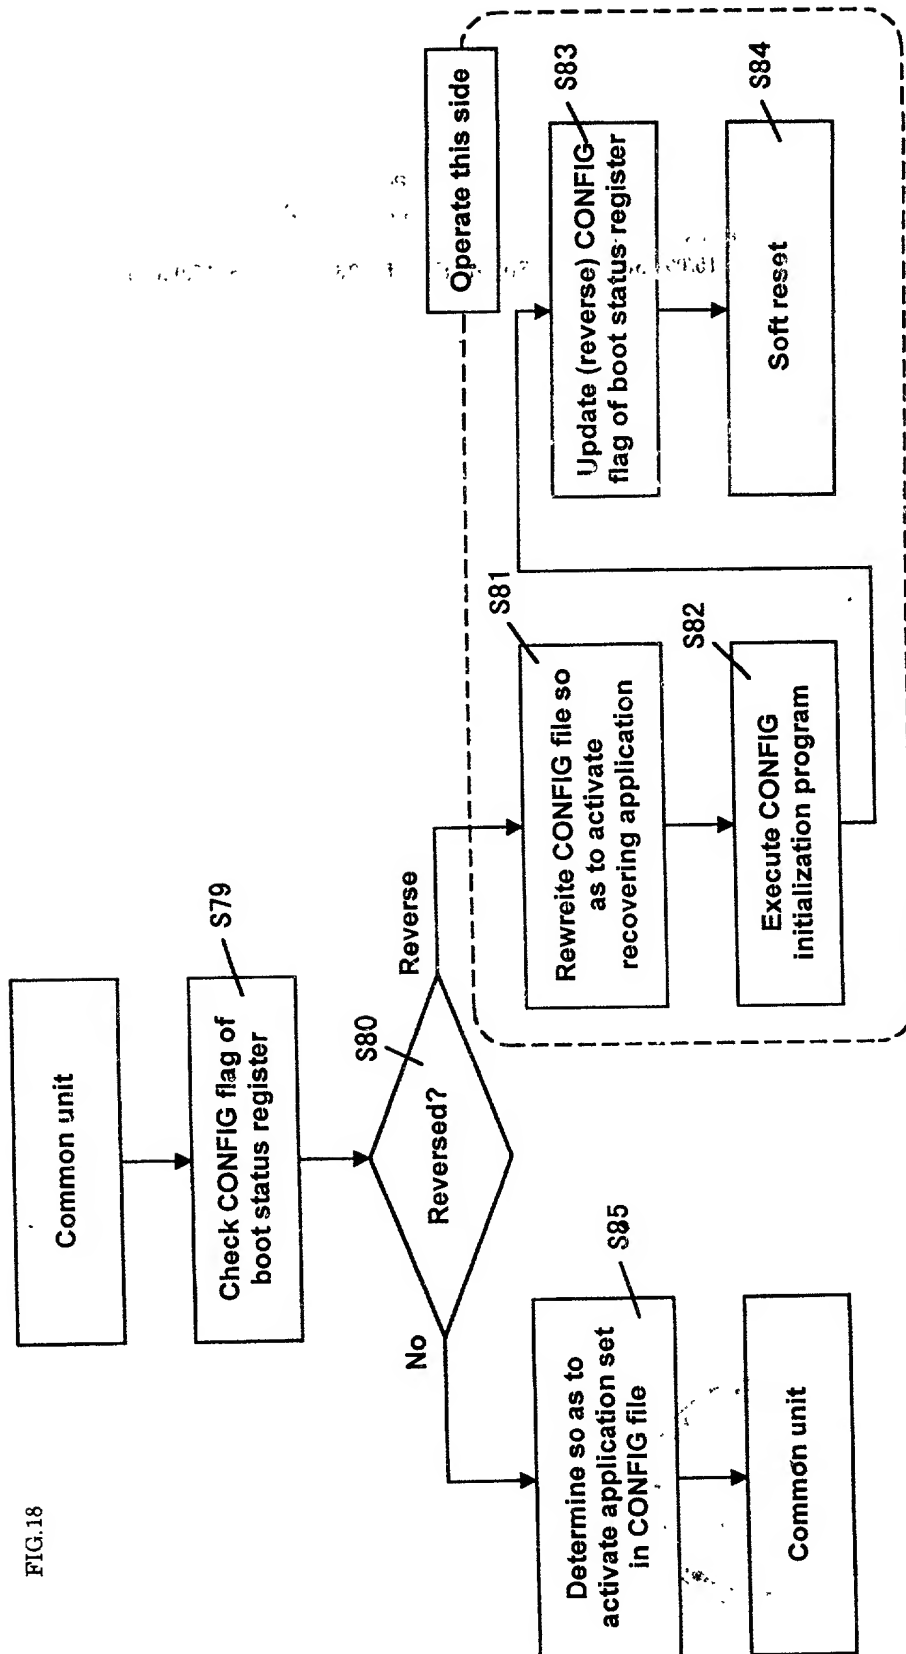 FIG.18
Common unit
S79
Check CONFIG flag of
boot status register
S80
Reversed?
No
Reverse
S85
Determine so as to
activate application set
in CONFIG file
Common unit
Operate this side
S81
Rewreite CONFIG file so
as to activate
recovering application
S82
Execute CONFIG
initialization program
S83
Update (reverse) CONFIG
flag of boot status register
S84
Soft reset